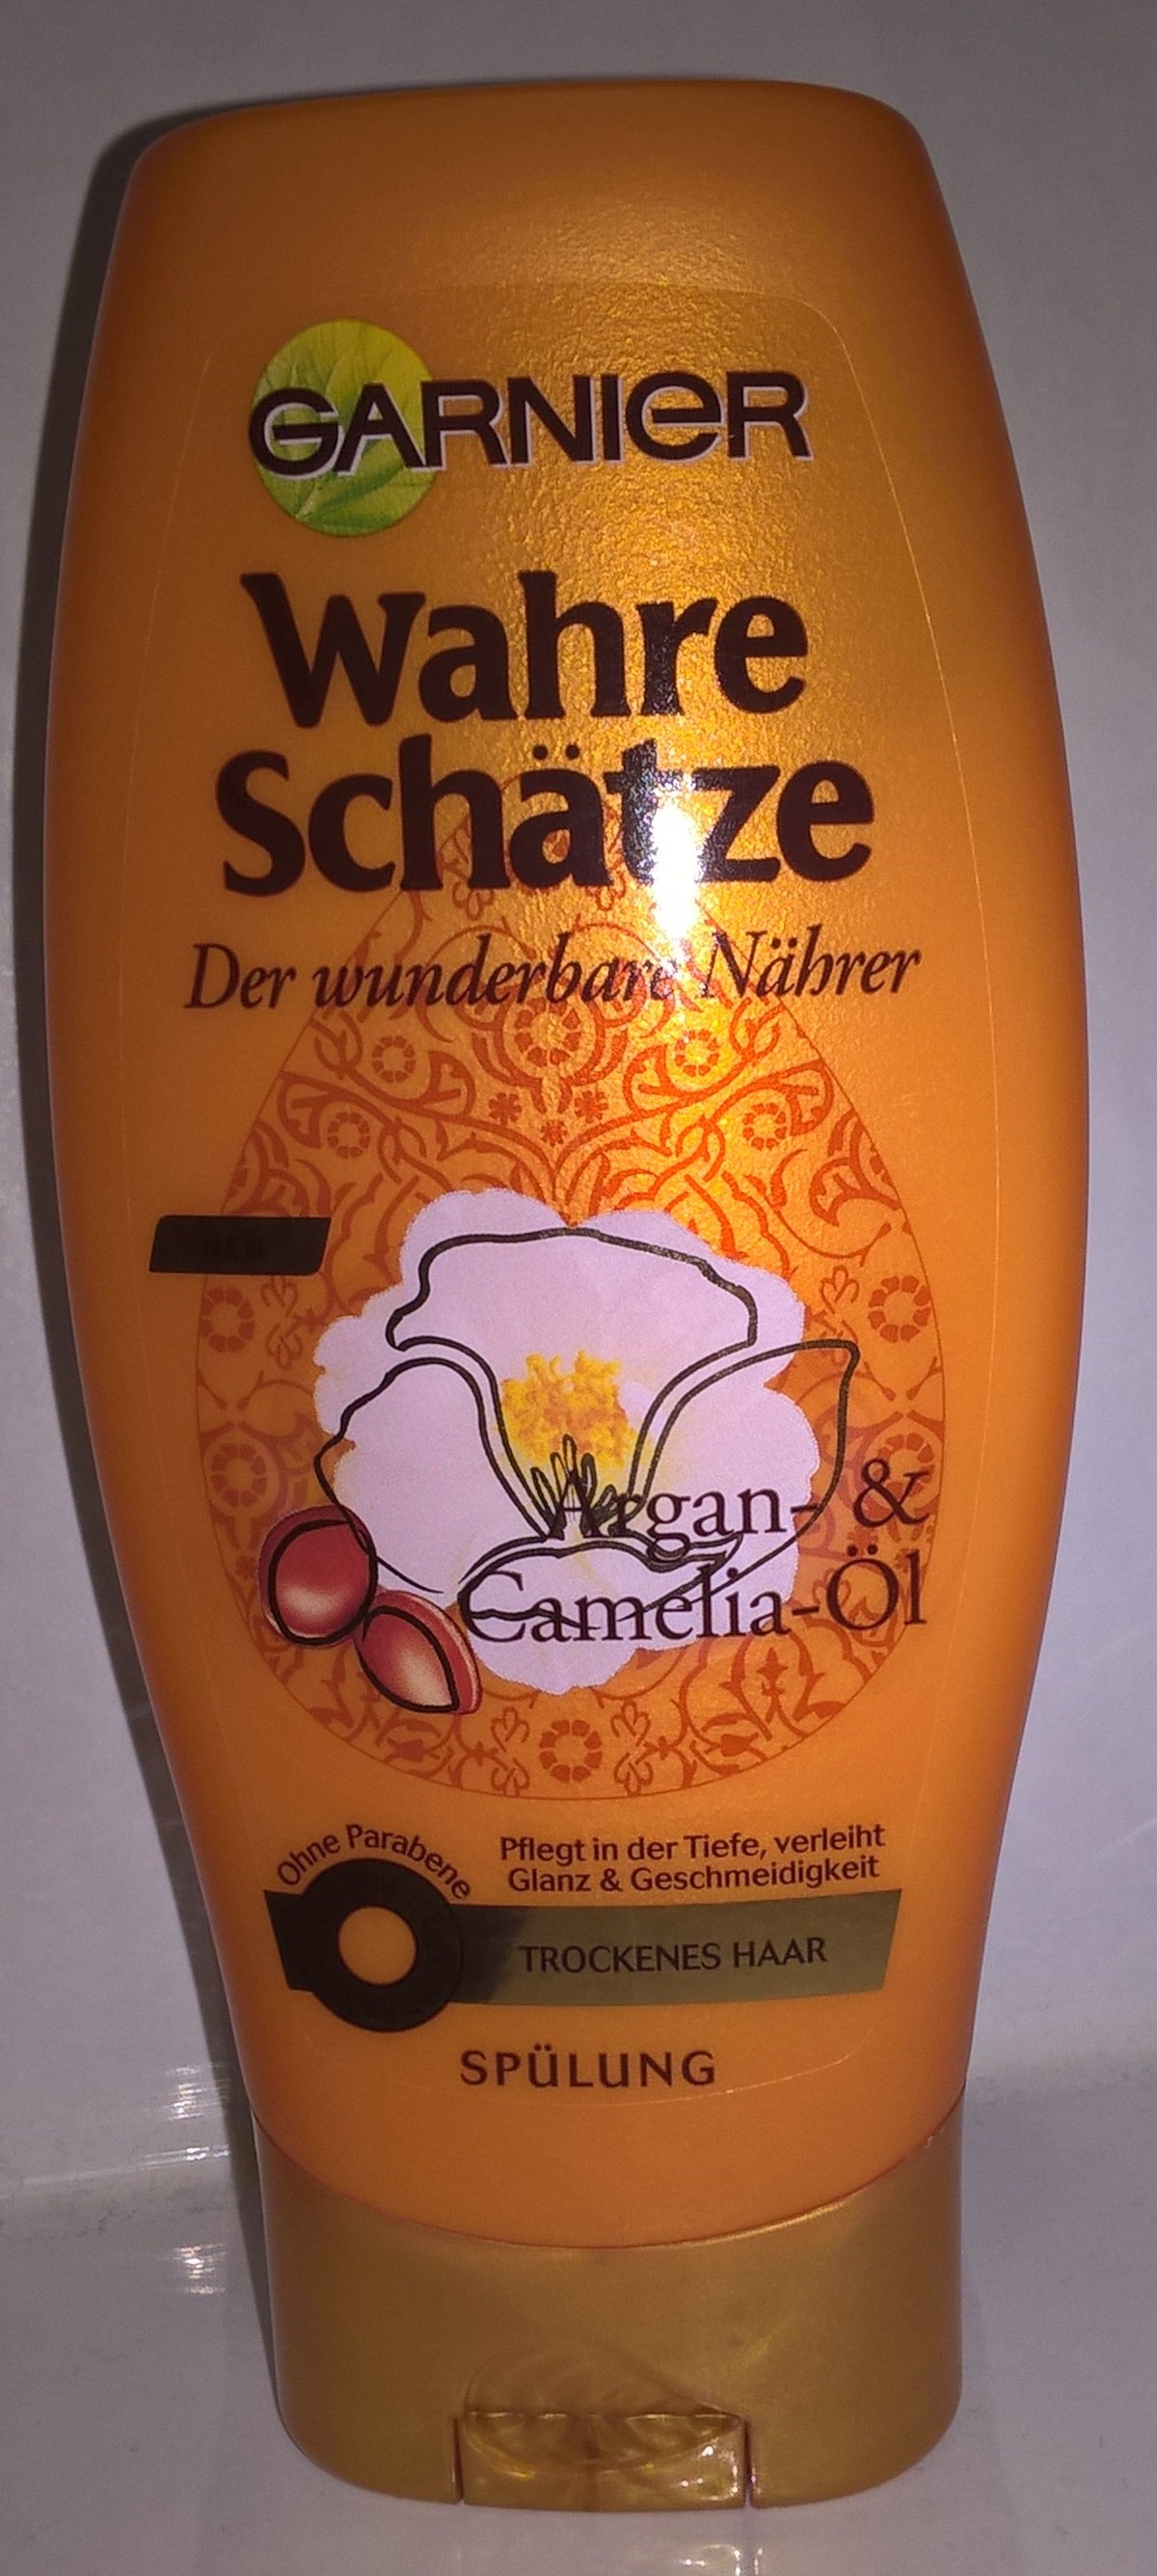 GARNIER
Wahre
Schätze
Der wunderbare Nährer
NEU
Argan- &
Camelia-Öl
Ohne Parabene
Pflegt in der Tiefe, verleiht
Glanz & Geschmeidigkeit
TROCKENES HAAR
SPÜLUNG